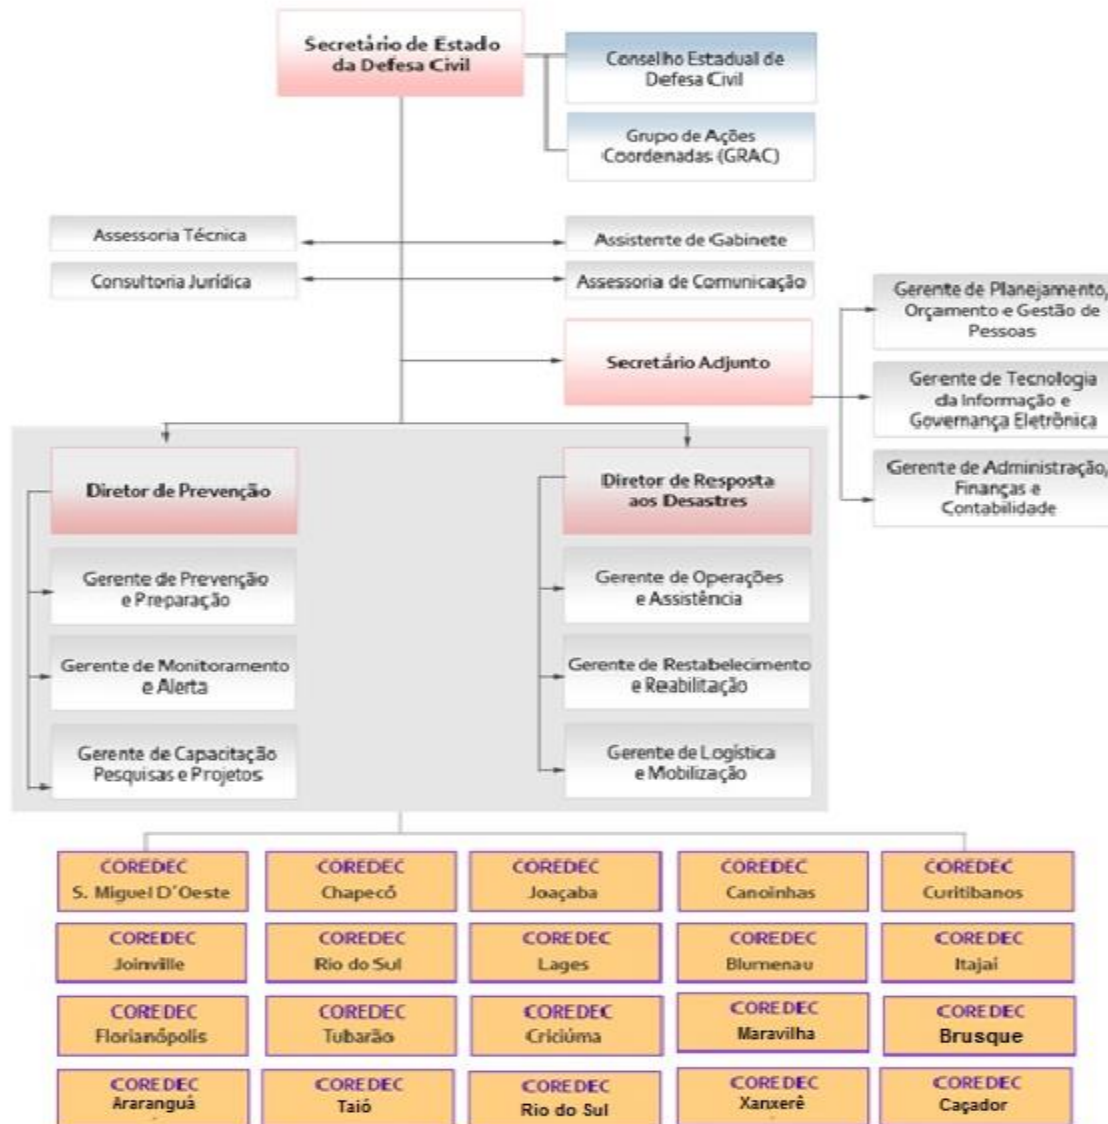 Secretário de Estado
da Defesa Civil
Conselho Estadual de
Defesa Civil
Grupo de Ações
Coordenadas (GRAC)
Assessoria Técnica
Assistente de Gabinete
Consultoria Jurídica
Assessoria de Comunicação
Gerente de Planejamento,
Orçamento e Gestão de
Pessoas
Secretário Adjunto
Gerente de Tecnologia
da Informação e
Governança Eletrônica
Gerente de Administração,
Finanças e
Contabilidade
Diretor de Prevenção
Diretor de Resposta
aos Desastres
Gerente de Prevenção
e Preparação
Gerente de Operações
e Assistência
Gerente de Monitoramento
e Alerta
Gerente de Restabelecimento
e Reabilitação
Gerente de Capacitação
Pesquisas e Projetos
Gerente de Logística
e Mobilização
COREDEC
S. Miguel D´Oeste
COREDEC
Chapecó
COREDEC
Joaçaba
COREDEC
Canoinhas
COREDEC
Curitibanos
COREDEC
Joinville
COREDEC
Rio do Sul
COREDEC
Lages
COREDEC
Blumenau
COREDEC
Itajaí
COREDEC
Florianópolis
COREDEC
Tubarão
COREDEC
Criciúma
COREDEC
Maravilha
COREDEC
Brusque
COREDEC
Araranguá
COREDEC
Taió
COREDEC
Rio do Sul
COREDEC
Xanxerê
COREDEC
Caçador